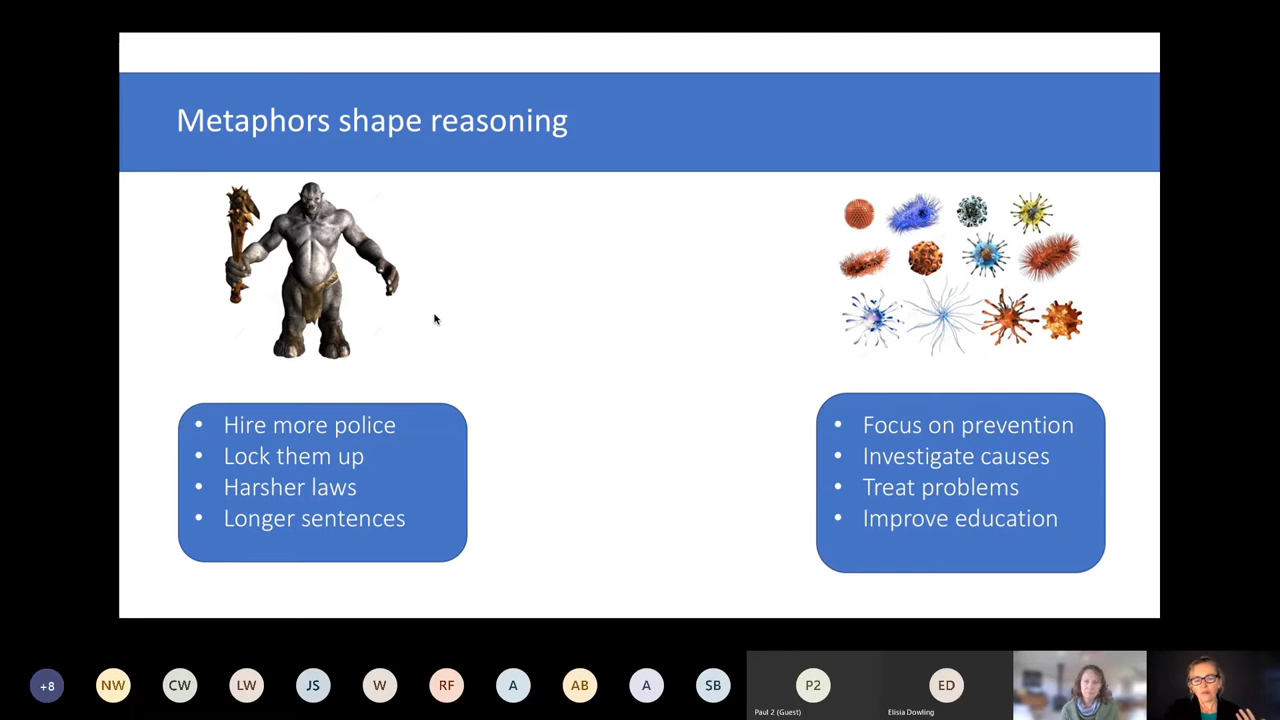 Metaphors shape reasoning
• Hire more police
• Lock them up
• Harsher laws
• Longer sentences
• Focus on prevention
• Investigate causes
• Treat problems
• Improve education
+8
NW
CW
LW
JS
W
RF
A
AB
A
SB
P2
Paul 2 (Guest)
ED
Elisia Dowling